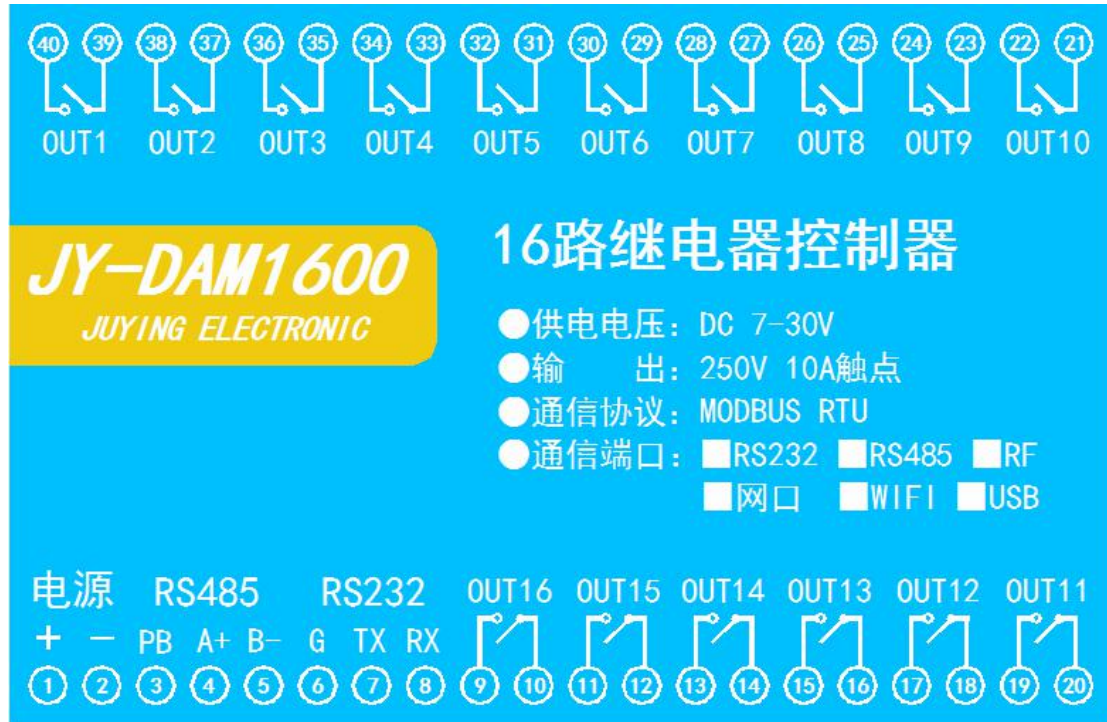 40 39 38 37 36 35 34 33 32 31 30 29 28 27 26 25 24 23 22 21
OUT1 OUT2 OUT3 OUT4 OUT5 OUT6 OUT7 OUT8 OUT9 OUT10
JY-DAM1600
JUYING ELECTRONIC
16路继电器控制器
●供电电压：DC 7-30V
●输 出：250V 10A触点
●通信协议：MODBUS RTU
●通信端口：■RS232 ■RS485 ■RF
■网口 ■WIFI ■USB
电源 RS485 RS232 OUT16 OUT15 OUT14 OUT13 OUT12 OUT11
+ - PB A+ B- G TX RX
1 2 3 4 5 6 7 8 9 10 11 12 13 14 15 16 17 18 19 20